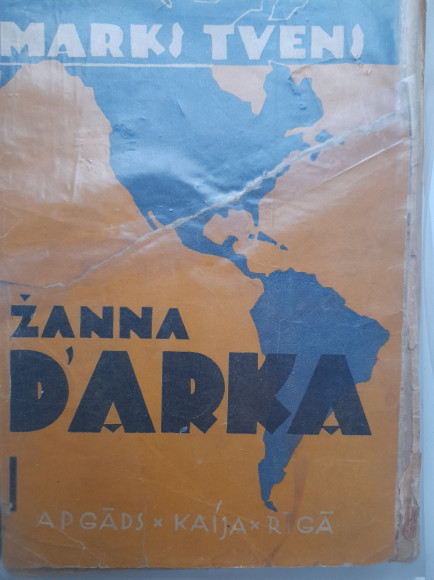 MARKS TVENS
ŽANNA
D'ARKA
I
APGĀDS × KAIJA × RĪGĀ